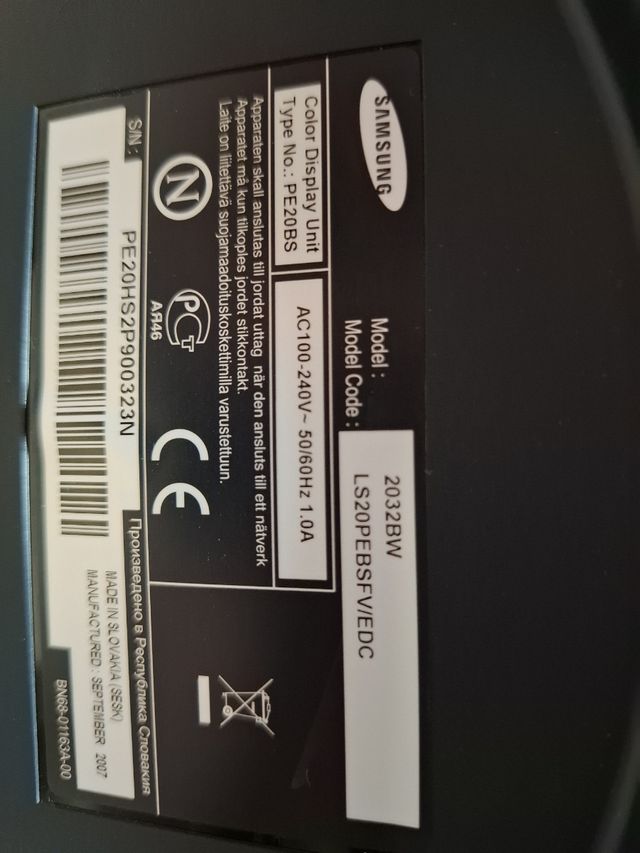 SAMSUNG
Model : 2032BW
Model Code : LS20PEBSFV/EDC
Color Display Unit
Type No.: PE20BS
AC100-240V~ 50/60Hz 1.0A
Apparaten skall anslutas till jordat uttag när den ansluts till ett nätverk
Apparatet må kun tilkoples jordet stikkontakt.
Laite on liitettävä suojamaadoituskoskettimilla varustettuun.
N
PCT
АЯ46
CE
S/N :
PE20HS2P900323N
Произведено в Республика Словакия
MADE IN SLOVAKIA (SESK)
MANUFACTURED : SEPTEMBER 2007
BN68-01163A-00